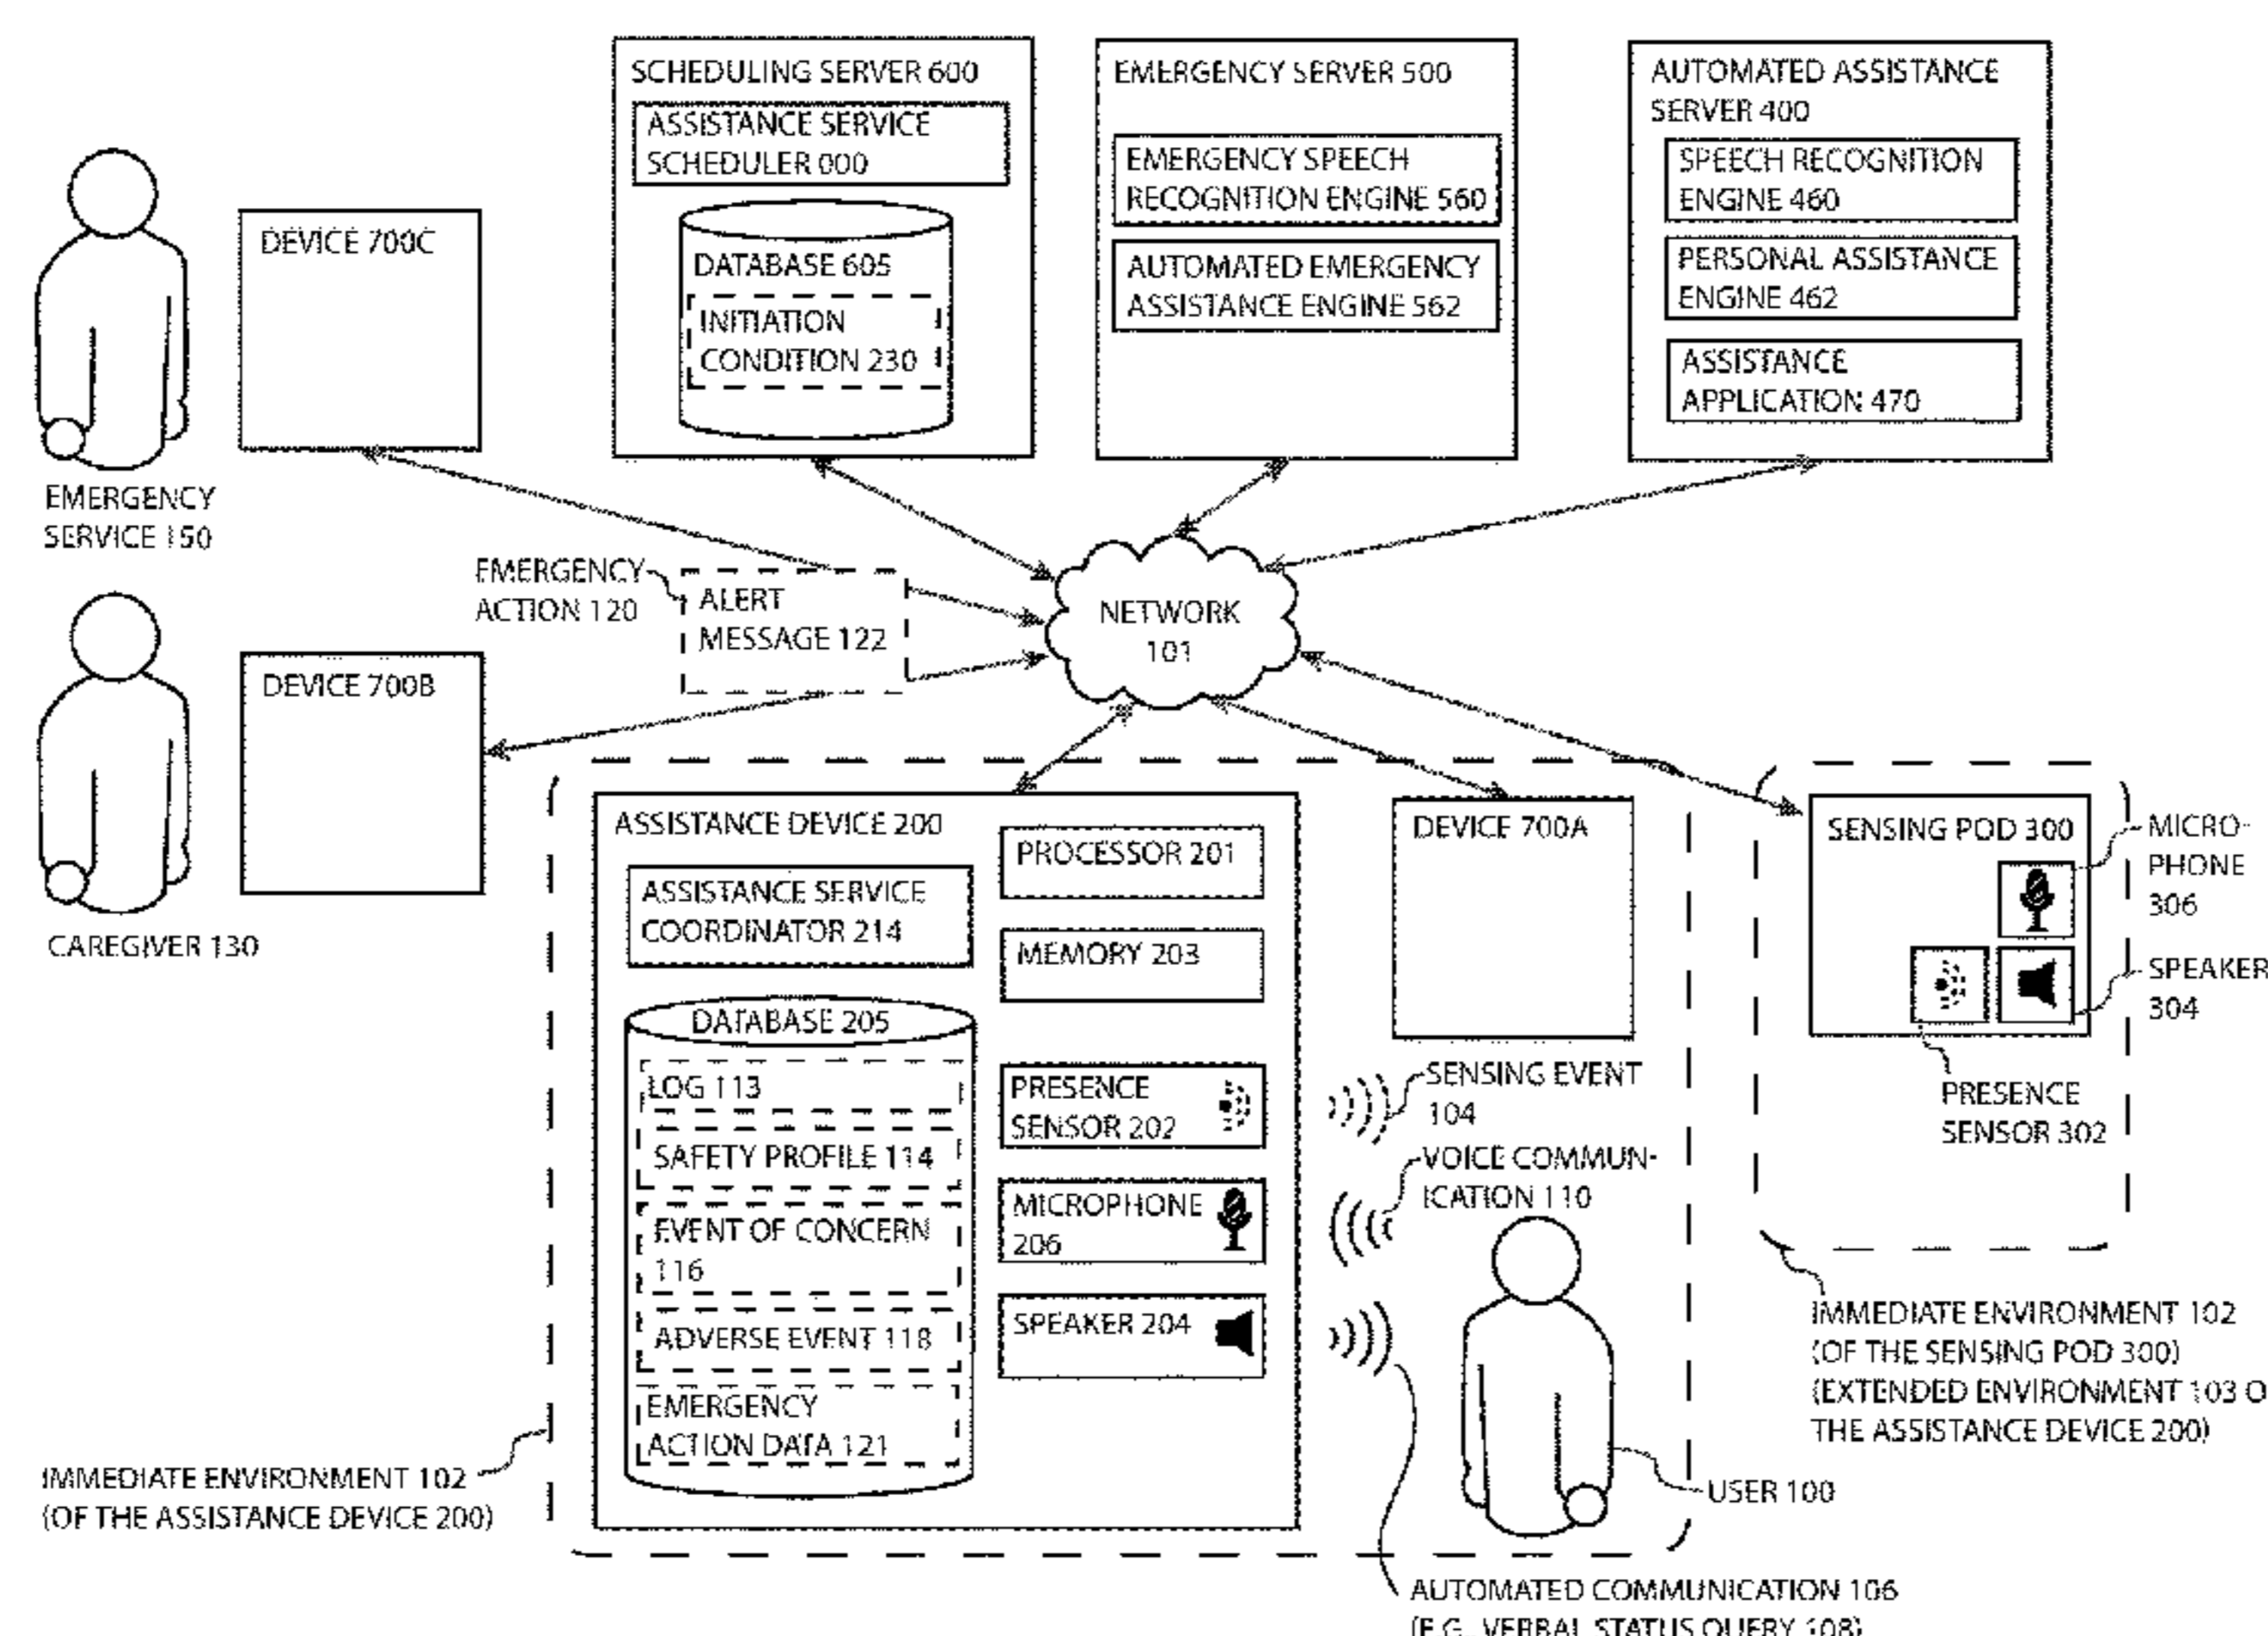 SCHEDULING SERVER 600
ASSISTANCE SERVICE
SCHEDULER 000
DATABASE 605
INITIATION
CONDITION 230
EMERGENCY SERVER 500
EMERGENCY SPEECH
RECOGNITION ENGINE 560
AUTOMATED EMERGENCY
ASSISTANCE ENGINE 562
AUTOMATED ASSISTANCE
SERVER 400
SPEECH RECOGNITION
ENGINE 460
PERSONAL ASSISTANCE
ENGINE 462
ASSISTANCE
APPLICATION 470
DEVICE 700C
EMERGENCY
SERVICE 150
EMERGENCY
ACTION 120
ALERT
MESSAGE 122
NETWORK
101
DEVICE 700B
CAREGIVER 130
ASSISTANCE DEVICE 200
ASSISTANCE SERVICE
COORDINATOR 214
PROCESSOR 201
MEMORY 203
DATABASE 205
LOG 113
SAFETY PROFILE 114
EVENT OF CONCERN
116
ADVERSE EVENT 118
EMERGENCY
ACTION DATA 121
PRESENCE
SENSOR 202
MICROPHONE
206
SPEAKER 204
DEVICE 700A
SENSING EVENT
104
VOICE COMMUN-
ICATION 110
USER 100
SENSING POD 300
MICRO-
PHONE
306
SPEAKER
304
PRESENCE
SENSOR 302
IMMEDIATE ENVIRONMENT 102
(OF THE SENSING POD 300)
(EXTENDED ENVIRONMENT 103 O
THE ASSISTANCE DEVICE 200)
IMMEDIATE ENVIRONMENT 102
(OF THE ASSISTANCE DEVICE 200)
AUTOMATED COMMUNICATION 106
(E.G., VERBAL STATUS QUERY 108)